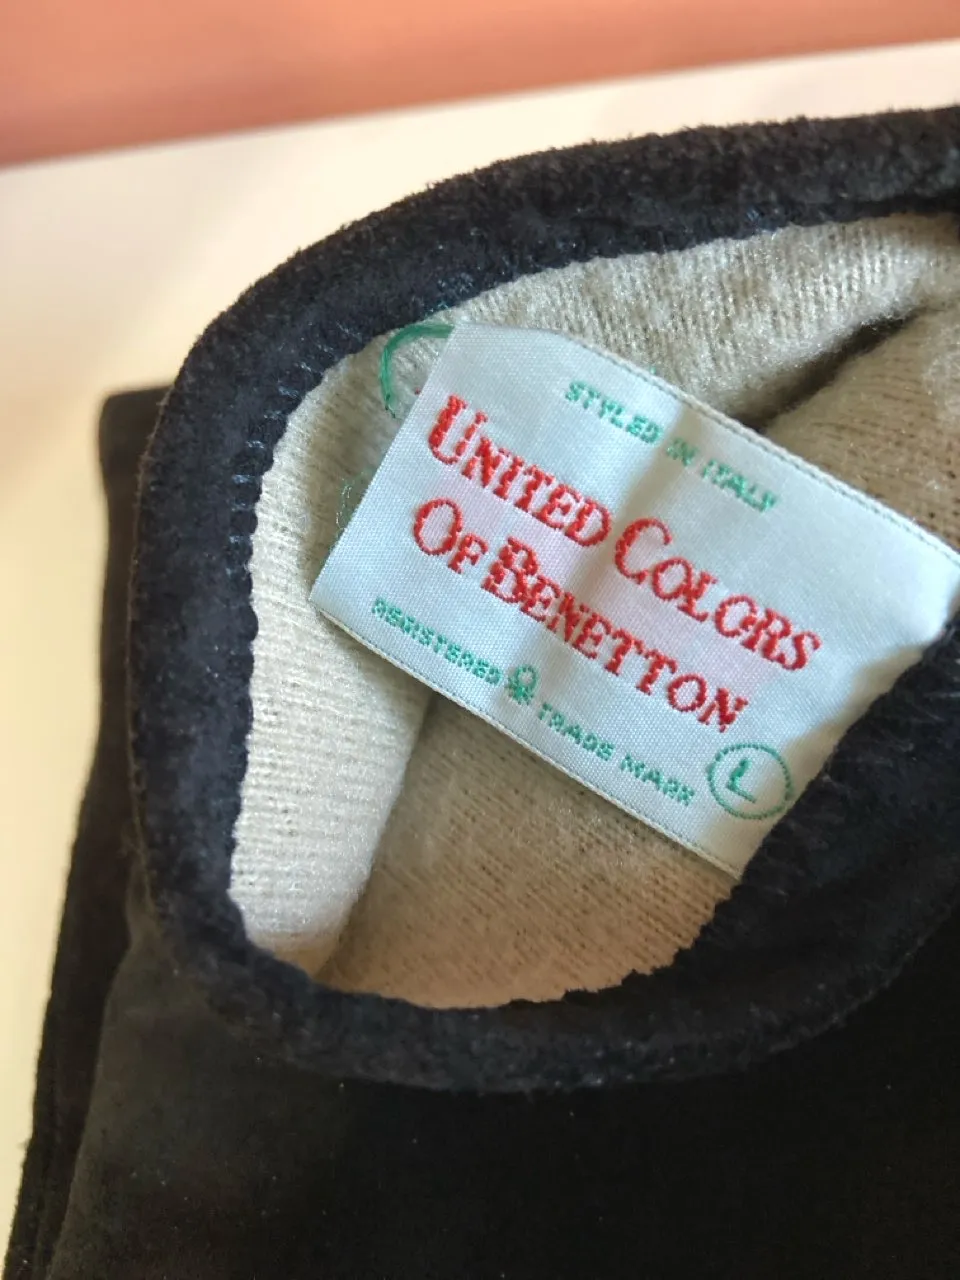 STYLED IN ITALY
UNITED COLORS
OF BENETTON
REGISTERED TRADE MARK
L